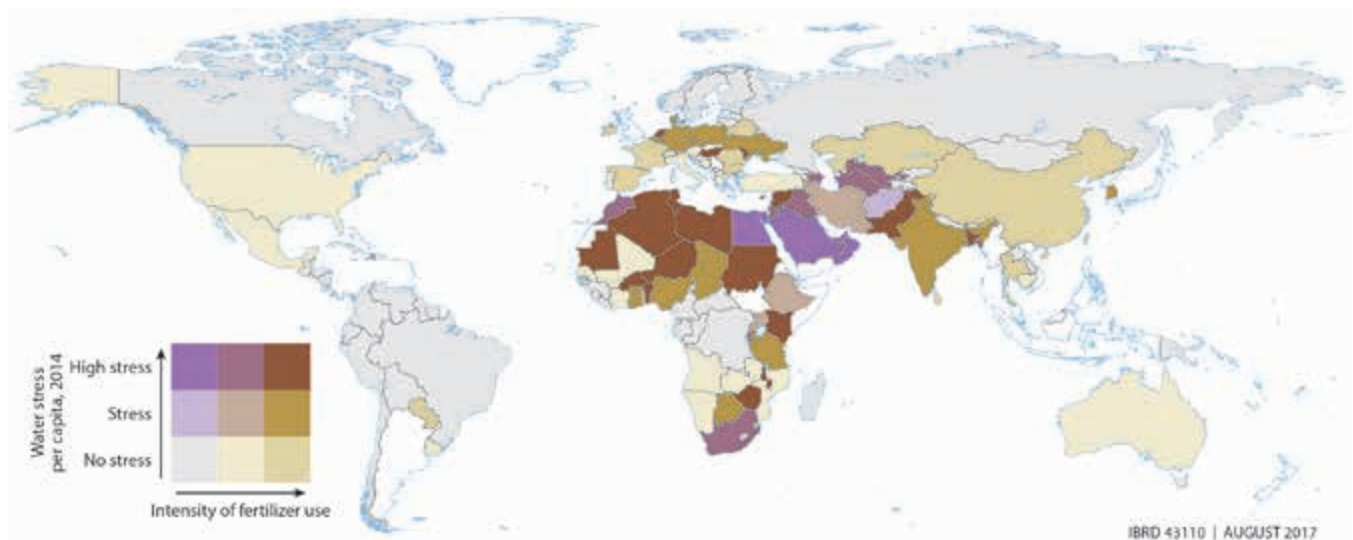 Water stress
per capita, 2014
High stress
Stress
No stress
Intensity of fertilizer use
IBRD 43110 | AUGUST 2017